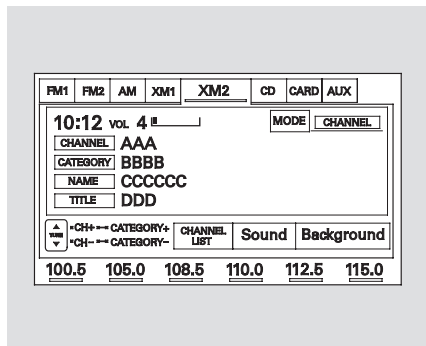 FM1 FM2 AM XM1 XM2 CD CARD AUX
10:12 VOL 4 MODE CHANNEL
CHANNEL AAA
CATEGORY BBBB
NAME CCCCCC
TITLE DDD
TUNE CH+ CATEGORY+ CHANNEL LIST Sound Background
CH− CATEGORY−
100.5 105.0 108.5 110.0 112.5 115.0